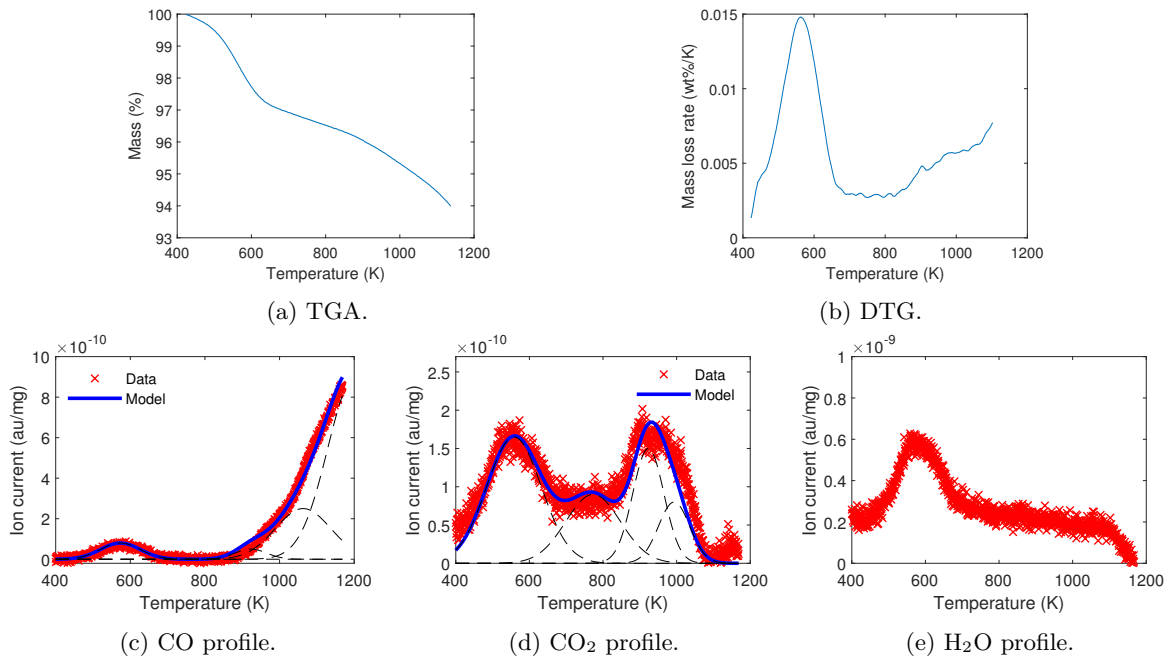 100
99
98
97
96
95
94
93
400 600 800 1000 1200
Mass (%)
Temperature (K)
(a) TGA.
0.015
0.01
0.005
0
400 600 800 1000 1200
Mass loss rate (wt%/K)
Temperature (K)
(b) DTG.
×10⁻¹⁰
10
8
6
4
2
0
400 600 800 1000 1200
Ion current (au/mg)
Data
Model
Temperature (K)
(c) CO profile.
×10⁻¹⁰
2.5
2
1.5
1
0.5
0
400 600 800 1000 1200
Ion current (au/mg)
Data
Model
Temperature (K)
(d) CO₂ profile.
×10⁻⁹
1
0.8
0.6
0.4
0.2
0
400 600 800 1000 1200
Ion current (au/mg)
Temperature (K)
(e) H₂O profile.